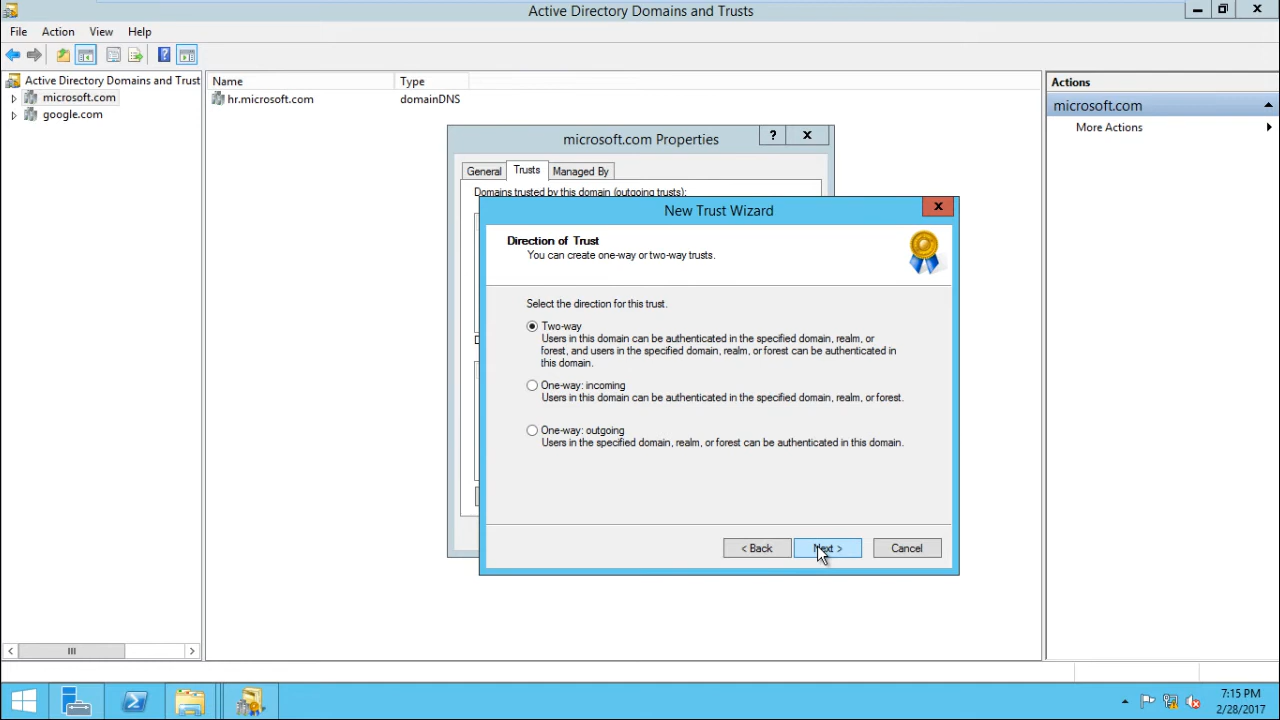 Active Directory Domains and Trusts
File Action View Help
Active Directory Domains and Trust
microsoft.com
google.com
Name Type
hr.microsoft.com domainDNS
Actions
microsoft.com
More Actions
microsoft.com Properties
?
General Trusts Managed By
Domains trusted by this domain (outgoing trusts):
New Trust Wizard
Direction of Trust
You can create one-way or two-way trusts.
Select the direction for this trust.
Two-way
Users in this domain can be authenticated in the specified domain, realm, or
forest, and users in the specified domain, realm, or forest can be authenticated in
this domain.
One-way: incoming
Users in this domain can be authenticated in the specified domain, realm, or forest.
One-way: outgoing
Users in the specified domain, realm, or forest can be authenticated in this domain.
< Back Next > Cancel
7:15 PM
2/28/2017